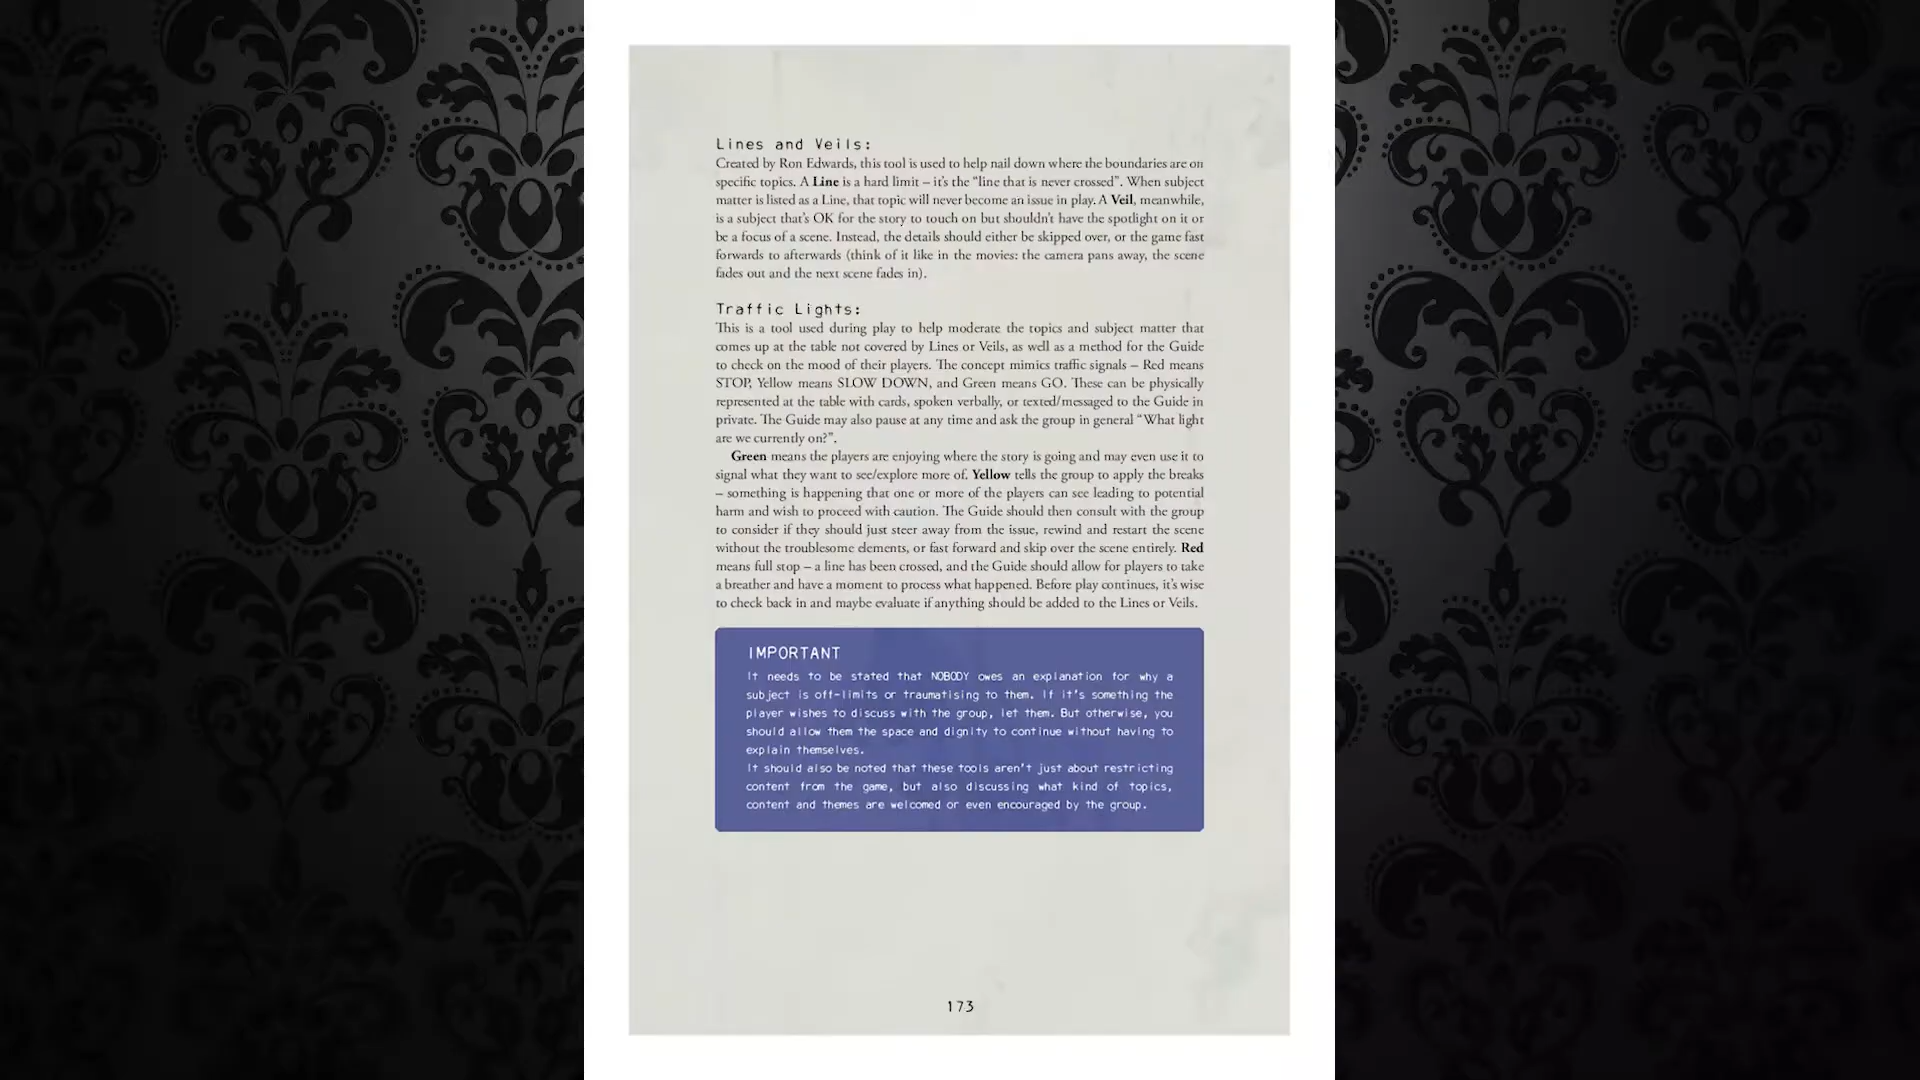 Lines and Veils:
Created by Ron Edwards, this tool is used to help nail down where the boundaries are on
specific topics. A Line is a hard limit – it's the “line that is never crossed”. When subject
matter is listed as a Line, that topic will never become an issue in play. A Veil, meanwhile,
is a subject that's OK for the story to touch on but shouldn't have the spotlight on it or
be a focus of a scene. Instead, the details should either be skipped over, or the game fast
forwards to afterwards (think of it like in the movies: the camera pans away, the scene
fades out and the next scene fades in).
Traffic Lights:
This is a tool used during play to help moderate the topics and subject matter that
comes up at the table not covered by Lines or Veils, as well as a method for the Guide
to check on the mood of their players. The concept mimics traffic signals – Red means
STOP, Yellow means SLOW DOWN, and Green means GO. These can be physically
represented at the table with cards, spoken verbally, or texted/messaged to the Guide in
private. The Guide may also pause at any time and ask the group in general “What light
are we currently on?”.
Green means the players are enjoying where the story is going and may even use it to
signal what they want to see/explore more of. Yellow tells the group to apply the breaks
– something is happening that one or more of the players can see leading to potential
harm and wish to proceed with caution. The Guide should then consult with the group
to consider if they should just steer away from the issue, rewind and restart the scene
without the troublesome elements, or fast forward and skip over the scene entirely. Red
means full stop – a line has been crossed, and the Guide should allow for players to take
a breather and have a moment to process what happened. Before play continues, it's wise
to check back in and maybe evaluate if anything should be added to the Lines or Veils.
IMPORTANT
It needs to be stated that NOBODY owes an explanation for why a
subject is off-limits or traumatising to them. If it's something the
player wishes to discuss with the group, let them. But otherwise, you
should allow them the space and dignity to continue without having to
explain themselves.
It should also be noted that these tools aren't just about restricting
content from the game, but also discussing what kind of topics,
content and themes are welcomed or even encouraged by the group.
173